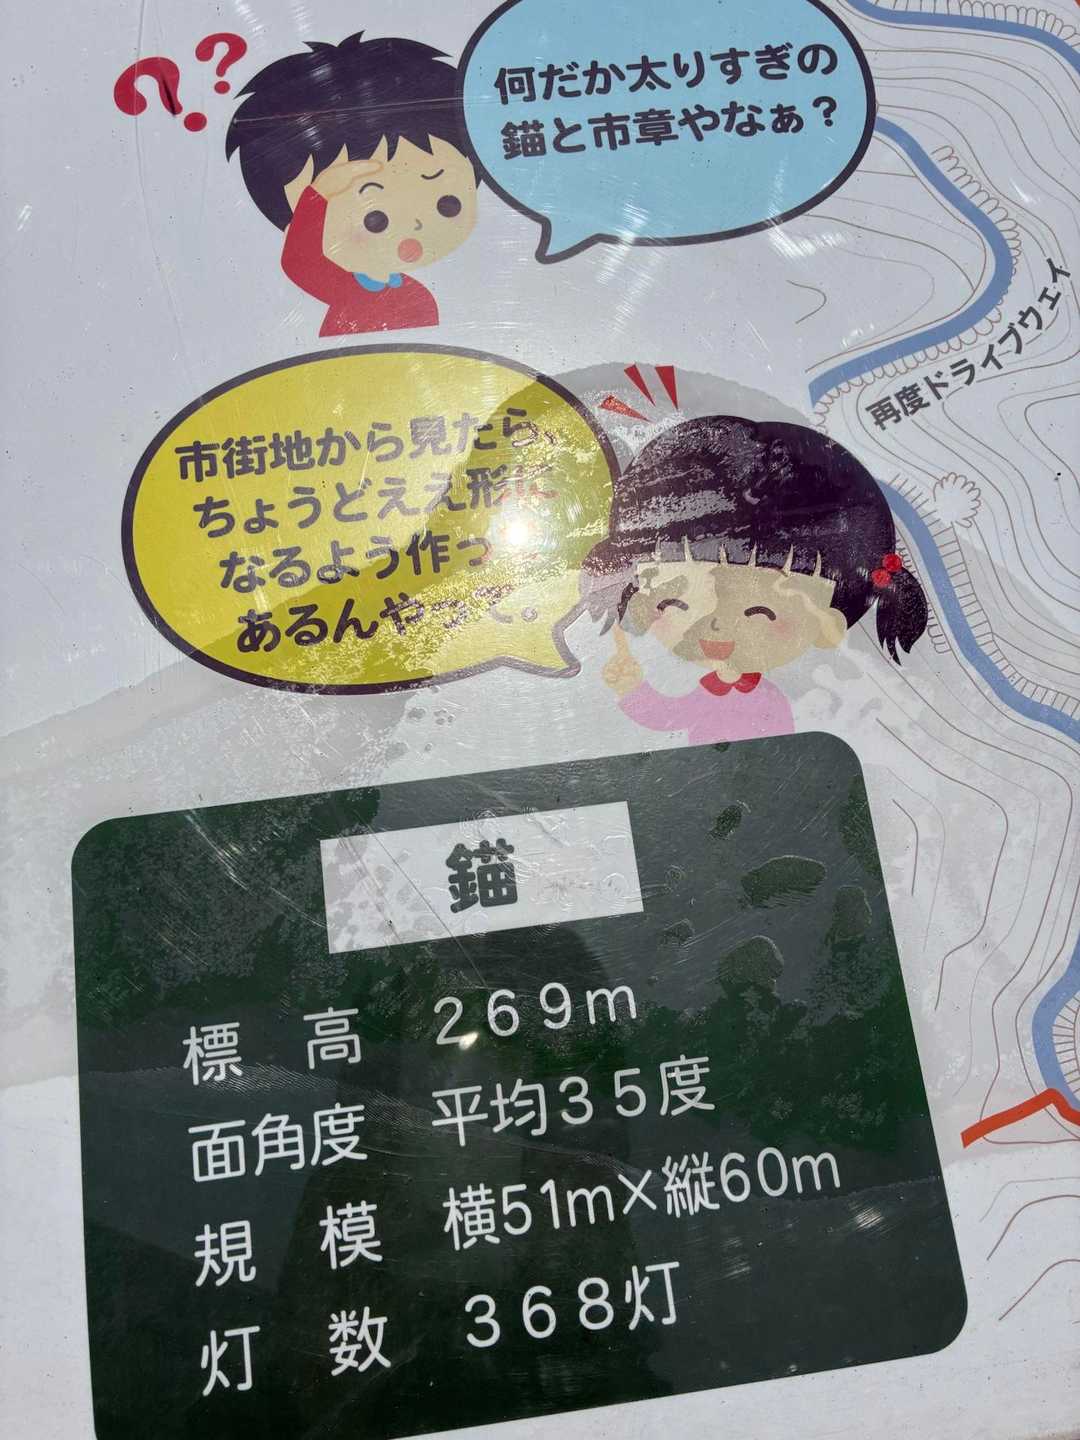 ??
何だか太りすぎの
錨と市章やなぁ？
再度ドライブウェイ
市街地から見たら、
ちょうどええ形に
なるよう作って
あるんやって。
錨
標　高　269m
面角度　平均35度
規　模　横51m×縦60m
灯　数　368灯